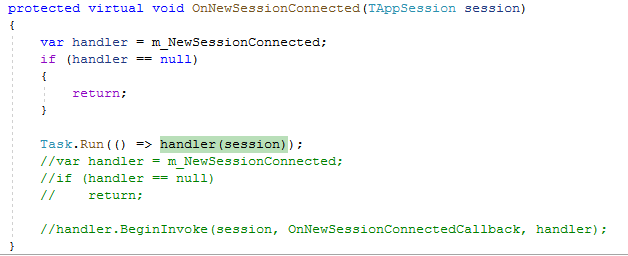 protected virtual void OnNewSessionConnected(TAppSession session)
{
    var handler = m_NewSessionConnected;
    if (handler == null)
    {
        return;
    }

    Task.Run(() => handler(session));
    //var handler = m_NewSessionConnected;
    //if (handler == null)
    //    return;

    //handler.BeginInvoke(session, OnNewSessionConnectedCallback, handler);
}